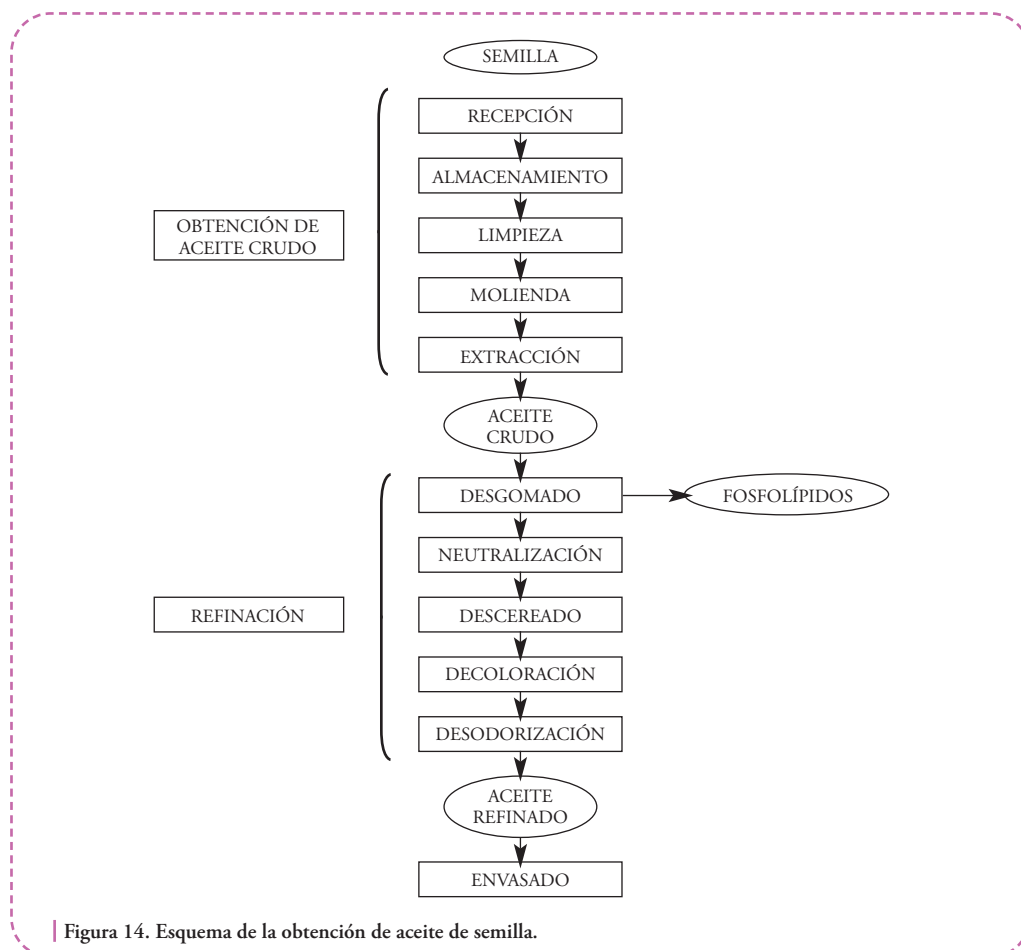 SEMILLA
RECEPCIÓN
ALMACENAMIENTO
OBTENCIÓN DE
ACEITE CRUDO
LIMPIEZA
MOLIENDA
EXTRACCIÓN
ACEITE
CRUDO
DESGOMADO
FOSFOLÍPIDOS
NEUTRALIZACIÓN
REFINACIÓN
DESCEREADO
DECOLORACIÓN
DESODORIZACIÓN
ACEITE
REFINADO
ENVASADO
Figura 14. Esquema de la obtención de aceite de semilla.